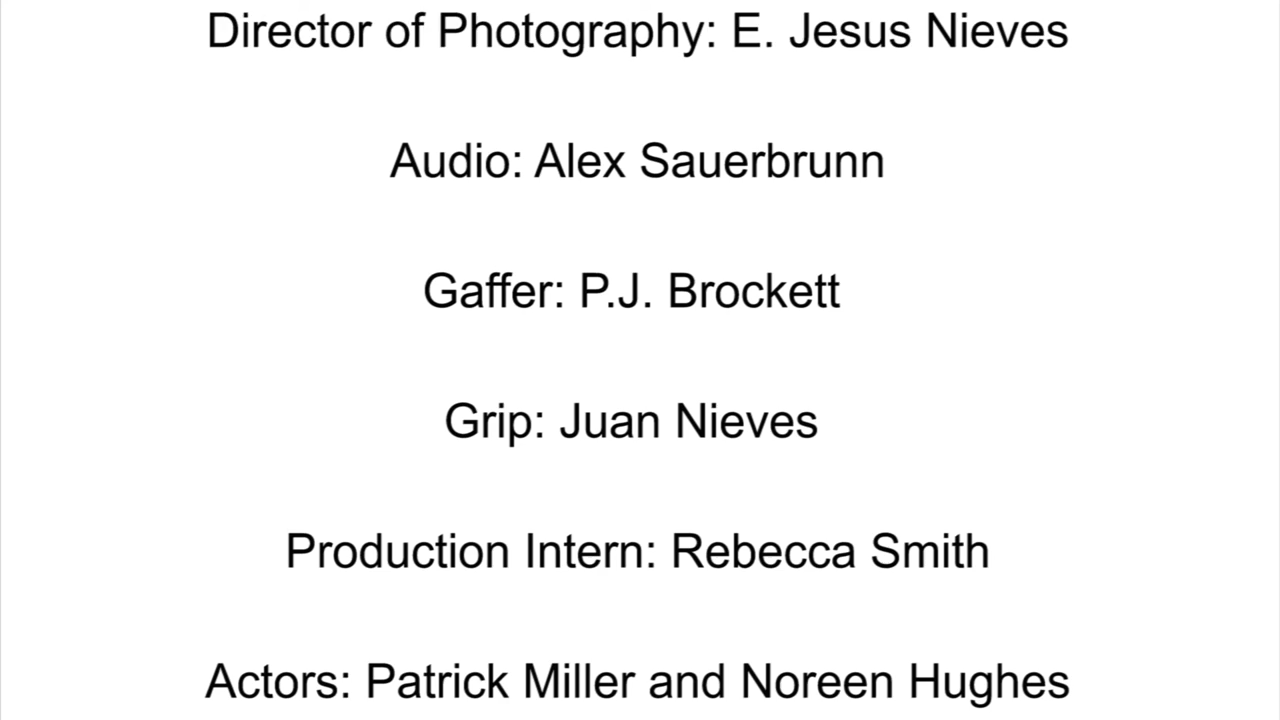 Director of Photography: E. Jesus Nieves
Audio: Alex Sauerbrunn
Gaffer: P.J. Brockett
Grip: Juan Nieves
Production Intern: Rebecca Smith
Actors: Patrick Miller and Noreen Hughes